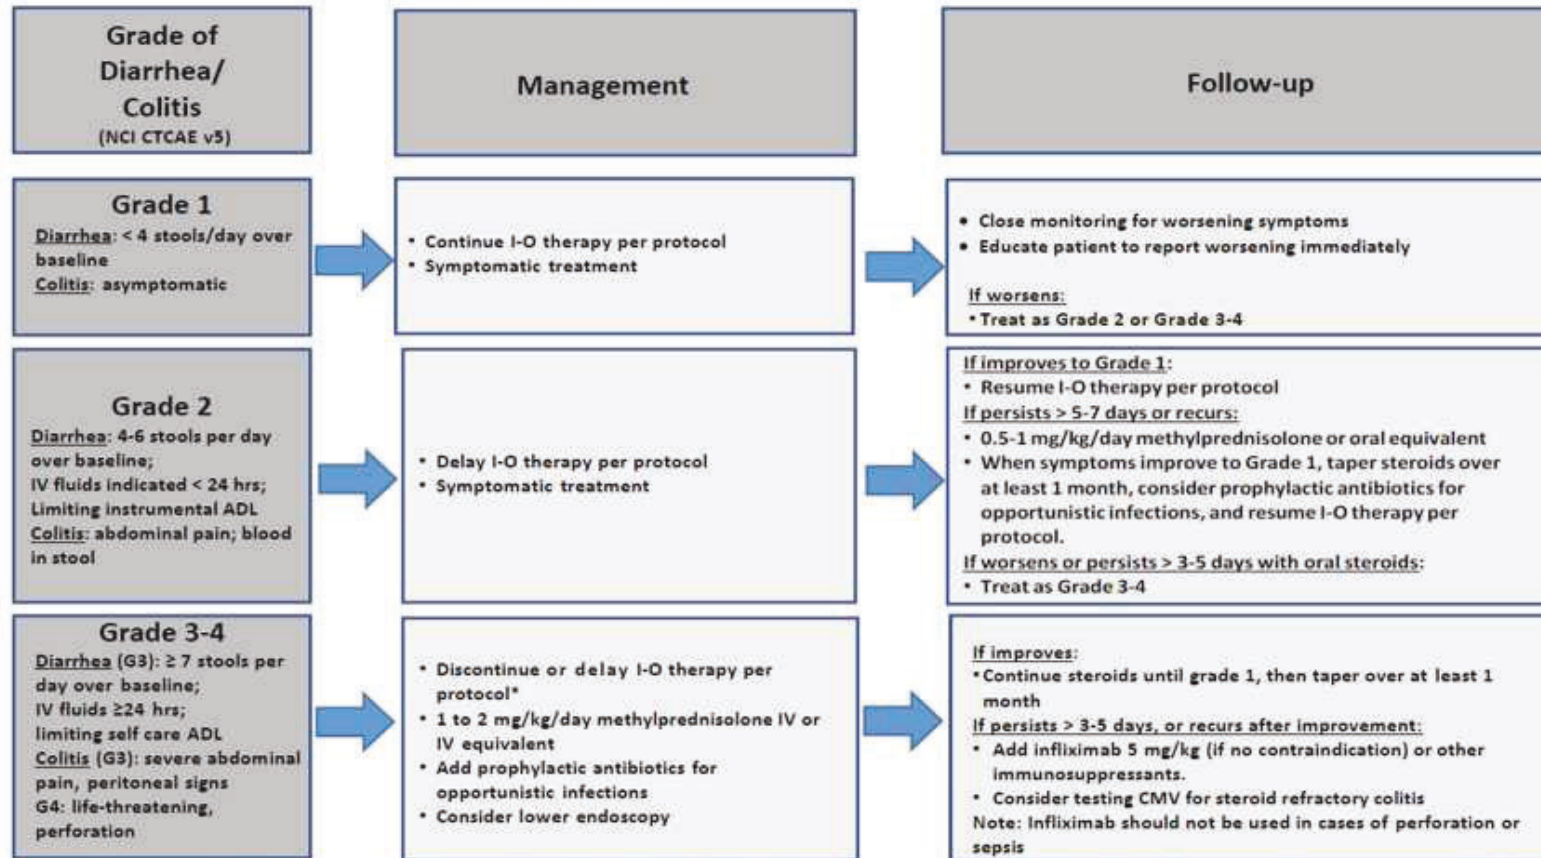 Grade of
Diarrhea/
Colitis
(NCI CTCAE v5)
Management
Follow-up
Grade 1
Diarrhea: < 4 stools/day over
baseline
Colitis: asymptomatic
• Continue I-O therapy per protocol
• Symptomatic treatment
• Close monitoring for worsening symptoms
• Educate patient to report worsening immediately
If worsens:
• Treat as Grade 2 or Grade 3-4
Grade 2
Diarrhea: 4-6 stools per day
over baseline;
IV fluids indicated < 24 hrs;
Limiting instrumental ADL
Colitis: abdominal pain; blood
in stool
• Delay I-O therapy per protocol
• Symptomatic treatment
If improves to Grade 1:
• Resume I-O therapy per protocol
If persists > 5-7 days or recurs:
• 0.5-1 mg/kg/day methylprednisolone or oral equivalent
• When symptoms improve to Grade 1, taper steroids over
at least 1 month, consider prophylactic antibiotics for
opportunistic infections, and resume I-O therapy per
protocol.
If worsens or persists > 3-5 days with oral steroids:
• Treat as Grade 3-4
Grade 3-4
Diarrhea (G3): ≥ 7 stools per
day over baseline;
IV fluids ≥24 hrs;
limiting self care ADL
Colitis (G3): severe abdominal
pain, peritoneal signs
G4: life-threatening,
perforation
• Discontinue or delay I-O therapy per
protocol*
• 1 to 2 mg/kg/day methylprednisolone IV or
IV equivalent
• Add prophylactic antibiotics for
opportunistic infections
• Consider lower endoscopy
If improves:
• Continue steroids until grade 1, then taper over at least 1
month
If persists > 3-5 days, or recurs after improvement:
• Add infliximab 5 mg/kg (if no contraindication) or other
immunosuppressants.
• Consider testing CMV for steroid refractory colitis
Note: Infliximab should not be used in cases of perforation or
sepsis